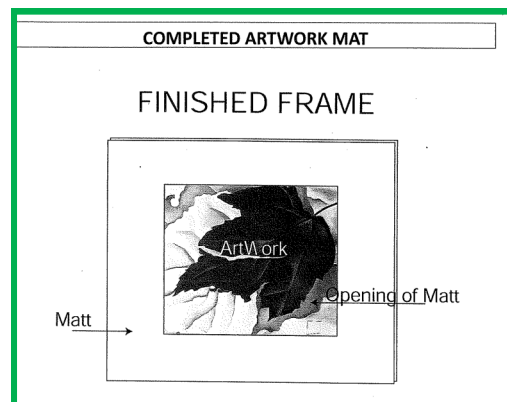 COMPLETED ARTWORK MAT
FINISHED FRAME
ArtWork
Opening of Matt
Matt